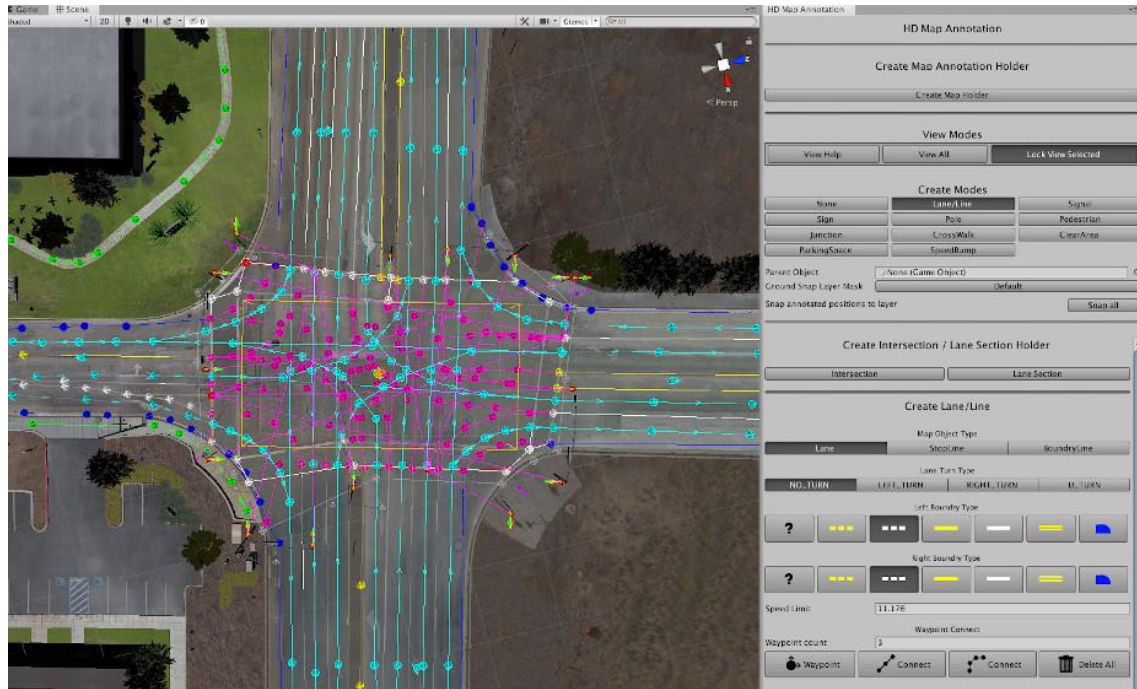 Game Scene
Shaded 2D 0 Gizmos All
HD Map Annotation
HD Map Annotation
Create Map Annotation Holder
Create Map Holder
View Modes
View Help View All Lock View Selected
Create Modes
None Lane/Line Signal
Sign Pole Pedestrian
Junction CrossWalk ClearArea
ParkingSpace SpeedBump
Parent Object None (Game Object)
Ground Snap Layer Mask Default
Snap annotated positions to layer Snap all
Create Intersection / Lane Section Holder
Intersection Lane Section
Create Lane/Line
Map Object Type
Lane StopLine BoundryLine
Lane Turn Type
NO_TURN LEFT_TURN RIGHT_TURN U_TURN
Left Boundry Type
?
Right Boundry Type
?
Speed Limit 11.176
Waypoint Connect
Waypoint count 3
Waypoint Connect Connect Delete All
z
x
< Persp